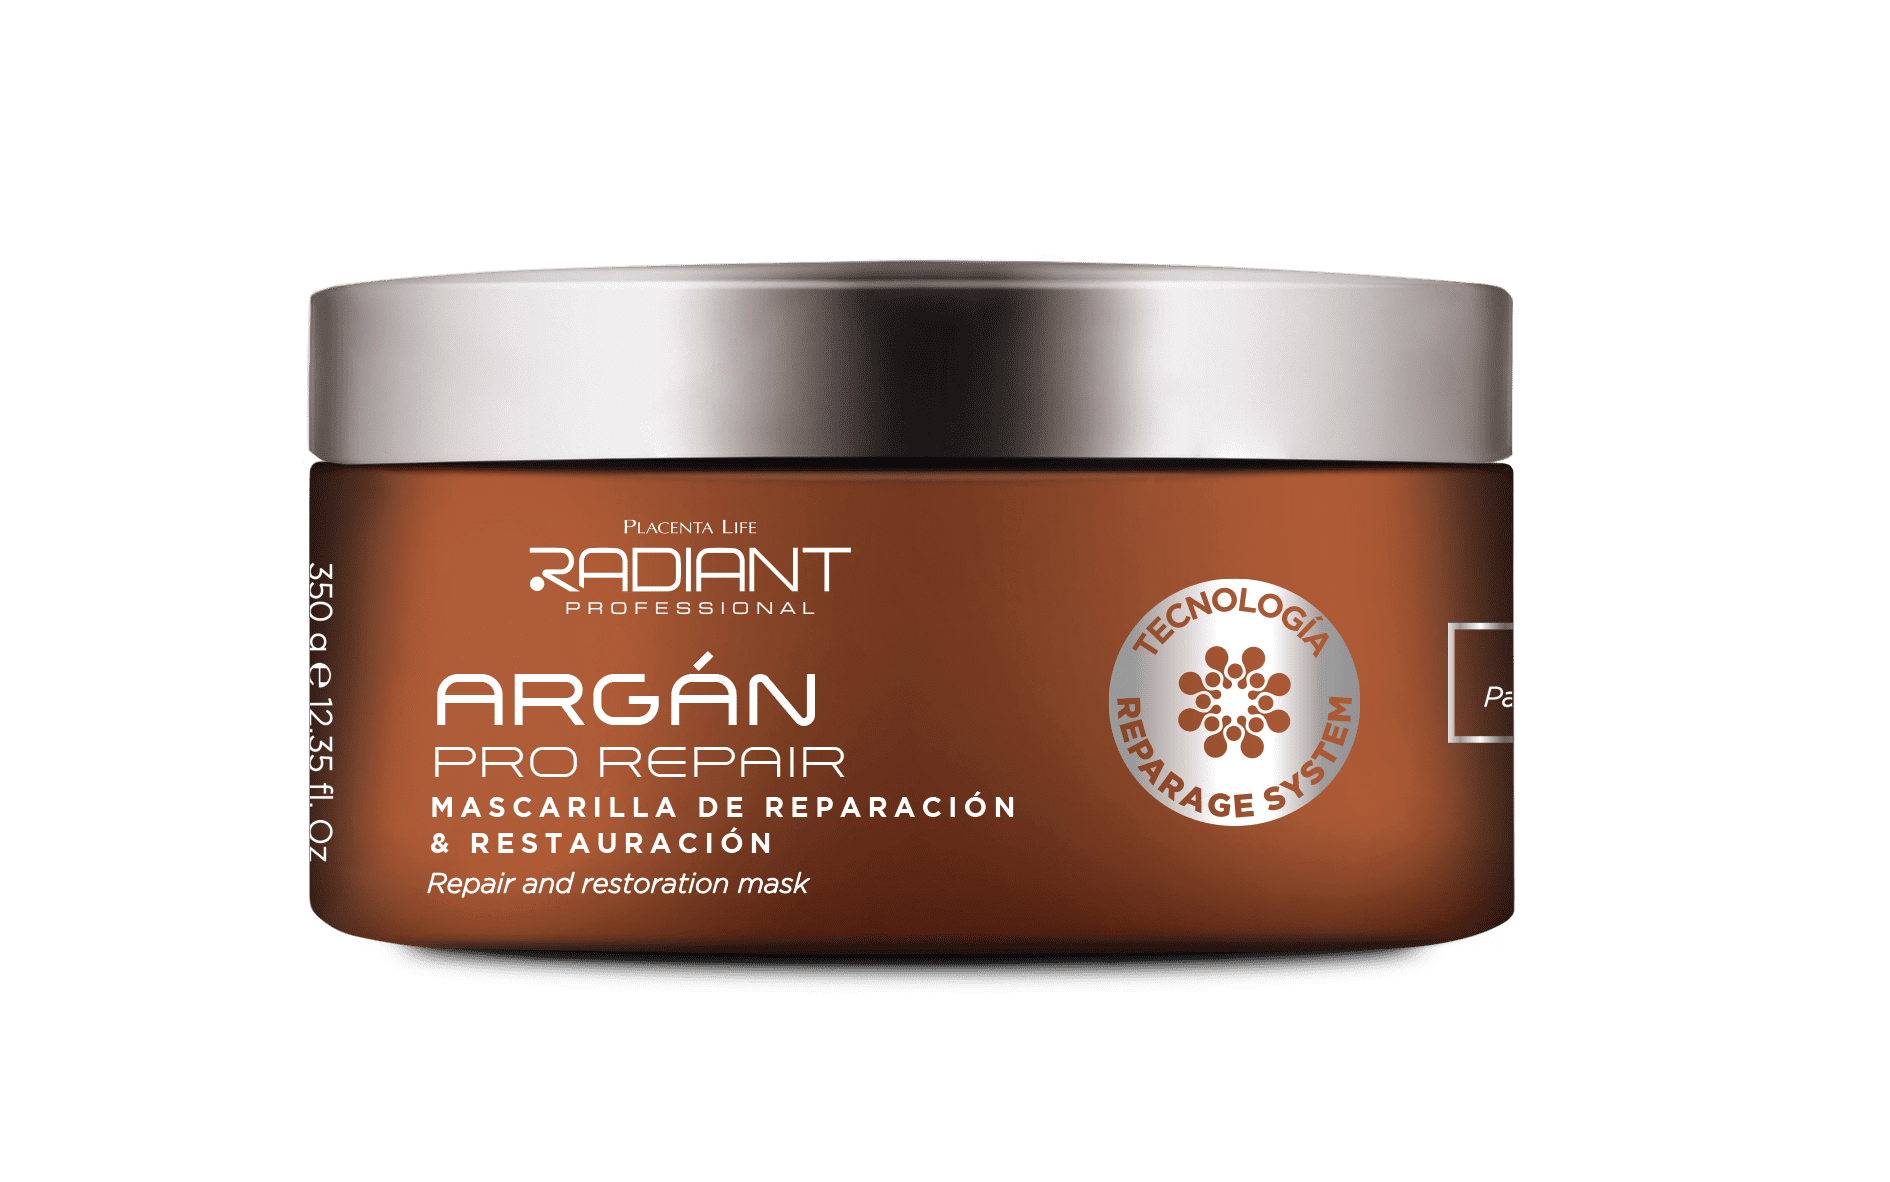 PLACENTA LIFE
RADIANT
PROFESSIONAL
ARGÁN
PRO REPAIR
MASCARILLA DE REPARACIÓN
& RESTAURACIÓN
Repair and restoration mask
TECNOLOGÍA
REPARAGE SYSTEM
350 g e 12.35 fl. Oz